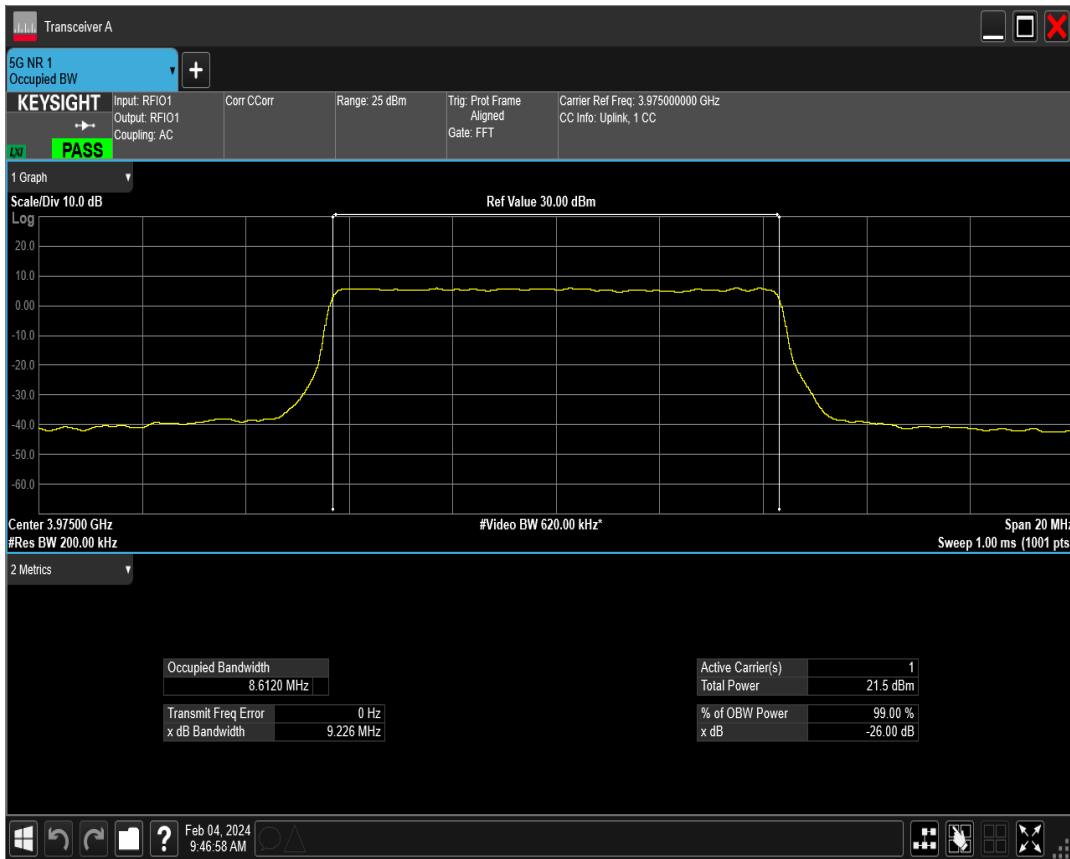 Transceiver A
5G NR 1
Occupied BW
KEYSIGHT
LXI
PASS
Input: RFIO1
Output: RFIO1
Coupling: AC
Corr CCorr
Range: 25 dBm
Trig: Prot Frame
Aligned
Gate: FFT
Carrier Ref Freq: 3.975000000 GHz
CC Info: Uplink, 1 CC
1 Graph
Scale/Div 10.0 dB
Ref Value 30.00 dBm
Log
20.0
10.0
0.00
-10.0
-20.0
-30.0
-40.0
-50.0
-60.0
Center 3.97500 GHz
#Video BW 620.00 kHz*
Span 20 MHz
#Res BW 200.00 kHz
Sweep 1.00 ms (1001 pts
2 Metrics
Occupied Bandwidth
8.6120 MHz
Transmit Freq Error 0 Hz
x dB Bandwidth 9.226 MHz
Active Carrier(s) 1
Total Power 21.5 dBm
% of OBW Power 99.00 %
x dB -26.00 dB
?
Feb 04, 2024
9:46:58 AM